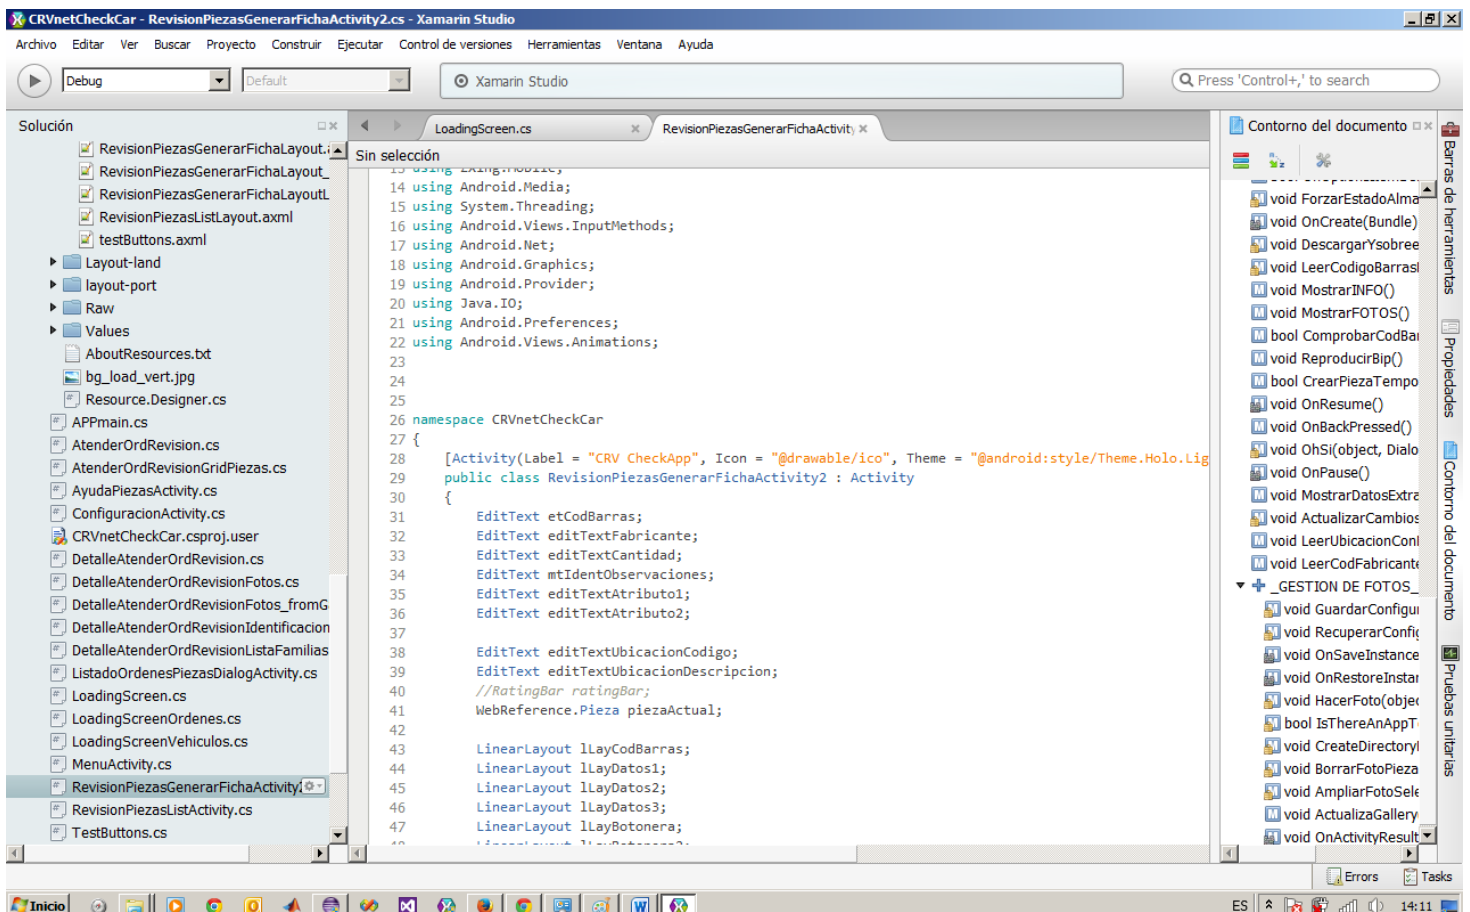 CRVnetCheckCar - RevisionPiezasGenerarFichaActivity2.cs - Xamarin Studio
Archivo Editar Ver Buscar Proyecto Construir Ejecutar Control de versiones Herramientas Ventana Ayuda
Debug
Default
Xamarin Studio
Press 'Control+,' to search
Solución
RevisionPiezasGenerarFichaLayout.
RevisionPiezasGenerarFichaLayout_
RevisionPiezasGenerarFichaLayoutL
RevisionPiezasListLayout.axml
testButtons.axml
Layout-land
layout-port
Raw
Values
AboutResources.txt
bg_load_vert.jpg
Resource.Designer.cs
APPmain.cs
AtenderOrdRevision.cs
AtenderOrdRevisionGridPiezas.cs
AyudaPiezasActivity.cs
ConfiguracionActivity.cs
CRVnetCheckCar.csproj.user
DetalleAtenderOrdRevision.cs
DetalleAtenderOrdRevisionFotos.cs
DetalleAtenderOrdRevisionFotos_fromG
DetalleAtenderOrdRevisionIdentificacion
DetalleAtenderOrdRevisionListaFamilias
ListadoOrdenesPiezasDialogActivity.cs
LoadingScreen.cs
LoadingScreenOrdenes.cs
LoadingScreenVehiculos.cs
MenuActivity.cs
RevisionPiezasGenerarFichaActivity2
RevisionPiezasListActivity.cs
TestButtons.cs
LoadingScreen.cs
RevisionPiezasGenerarFichaActivity
Sin selección
13 using ZXing.Mobile;
14 using Android.Media;
15 using System.Threading;
16 using Android.Views.InputMethods;
17 using Android.Net;
18 using Android.Graphics;
19 using Android.Provider;
20 using Java.IO;
21 using Android.Preferences;
22 using Android.Views.Animations;
23
24
25
26 namespace CRVnetCheckCar
27 {
28 [Activity(Label = "CRV CheckApp", Icon = "@drawable/ico", Theme = "@android:style/Theme.Holo.Lig
29 public class RevisionPiezasGenerarFichaActivity2 : Activity
30 {
31 EditText etCodBarras;
32 EditText editTextFabricante;
33 EditText editTextCantidad;
34 EditText mtIdentObservaciones;
35 EditText editTextAtributo1;
36 EditText editTextAtributo2;
37
38 EditText editTextUbicacionCodigo;
39 EditText editTextUbicacionDescripcion;
40 //RatingBar ratingBar;
41 WebReference.Pieza piezaActual;
42
43 LinearLayout lLayCodBarras;
44 LinearLayout lLayDatos1;
45 LinearLayout lLayDatos2;
46 LinearLayout lLayDatos3;
47 LinearLayout lLayBotonera;
Contorno del documento
void ForzarEstadoAlma
void OnCreate(Bundle)
void DescargarYsobree
void LeerCodigoBarras
void MostrarINFO()
void MostrarFOTOS()
bool ComprobarCodBar
void ReproducirBip()
bool CrearPiezaTempo
void OnResume()
void OnBackPressed()
void OhSi(object, Dialo
void OnPause()
void MostrarDatosExtra
void ActualizarCambios
void LeerUbicacionConl
void LeerCodFabricante
_GESTION DE FOTOS_
void GuardarConfigur
void RecuperarConfig
void OnSaveInstance
void OnRestoreInstar
void HacerFoto(objec
bool IsThereAnAppT
void CreateDirectory
void BorrarFotoPieza
void AmpliarFotoSele
void ActualizaGallery
void OnActivityResult
Barras de herramientas
Propiedades
Contorno del documento
Pruebas unitarias
Errors
Tasks
Inicio
ES
14:11